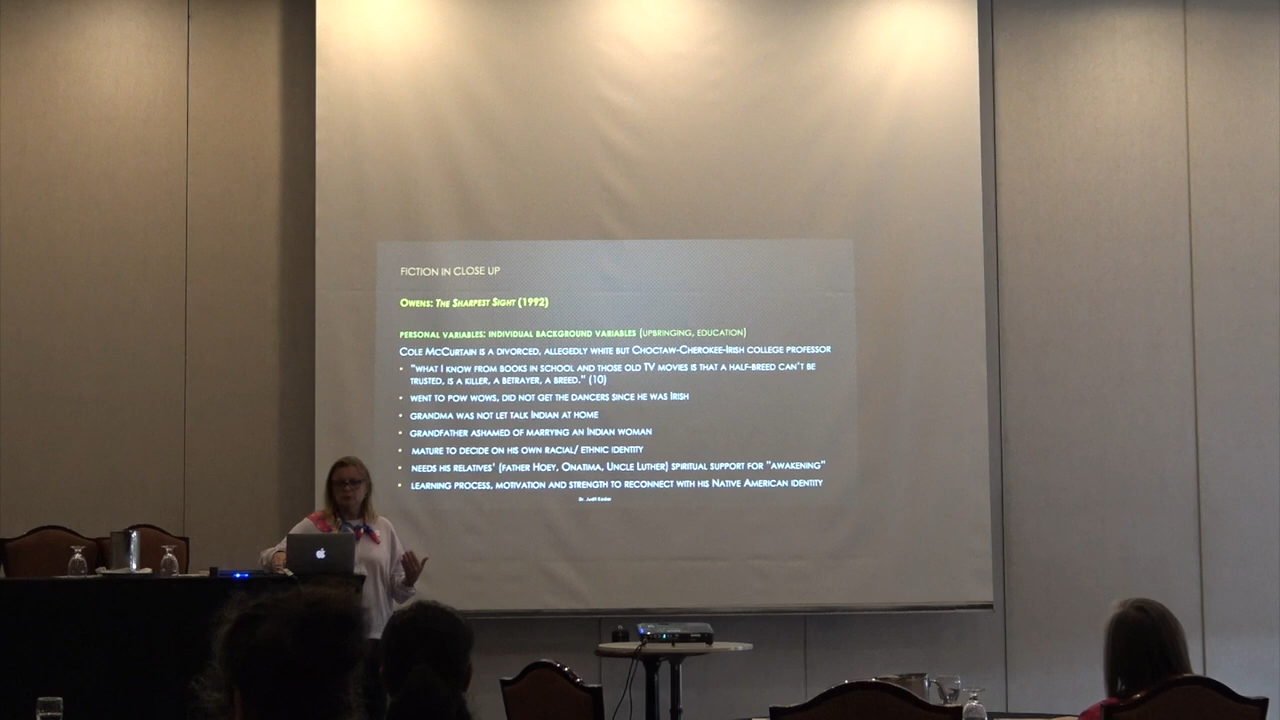 FICTION IN CLOSE UP
OWENS: THE SHARPEST SIGHT (1992)
PERSONAL VARIABLES: INDIVIDUAL BACKGROUND VARIABLES (UPBRINGING, EDUCATION)
COLE MCCURTAIN IS A DIVORCED, ALLEGEDLY WHITE BUT CHOCTAW-CHEROKEE-IRISH COLLEGE PROFESSOR
• "WHAT I KNOW FROM BOOKS IN SCHOOL AND THOSE OLD TV MOVIES IS THAT A HALF-BREED CAN'T BE
TRUSTED, IS A KILLER, A BETRAYER, A BREED." (10)
• WENT TO POW WOWS, DID NOT GET THE DANCERS SINCE HE WAS IRISH
• GRANDMA WAS NOT LET TALK INDIAN AT HOME
• GRANDFATHER ASHAMED OF MARRYING AN INDIAN WOMAN
• MATURE TO DECIDE ON HIS OWN RACIAL/ ETHNIC IDENTITY
• NEEDS HIS RELATIVES' (FATHER HOEY, ONATIMA, UNCLE LUTHER) SPIRITUAL SUPPORT FOR "AWAKENING"
• LEARNING PROCESS, MOTIVATION AND STRENGTH TO RECONNECT WITH HIS NATIVE AMERICAN IDENTITY
Dr. Judit